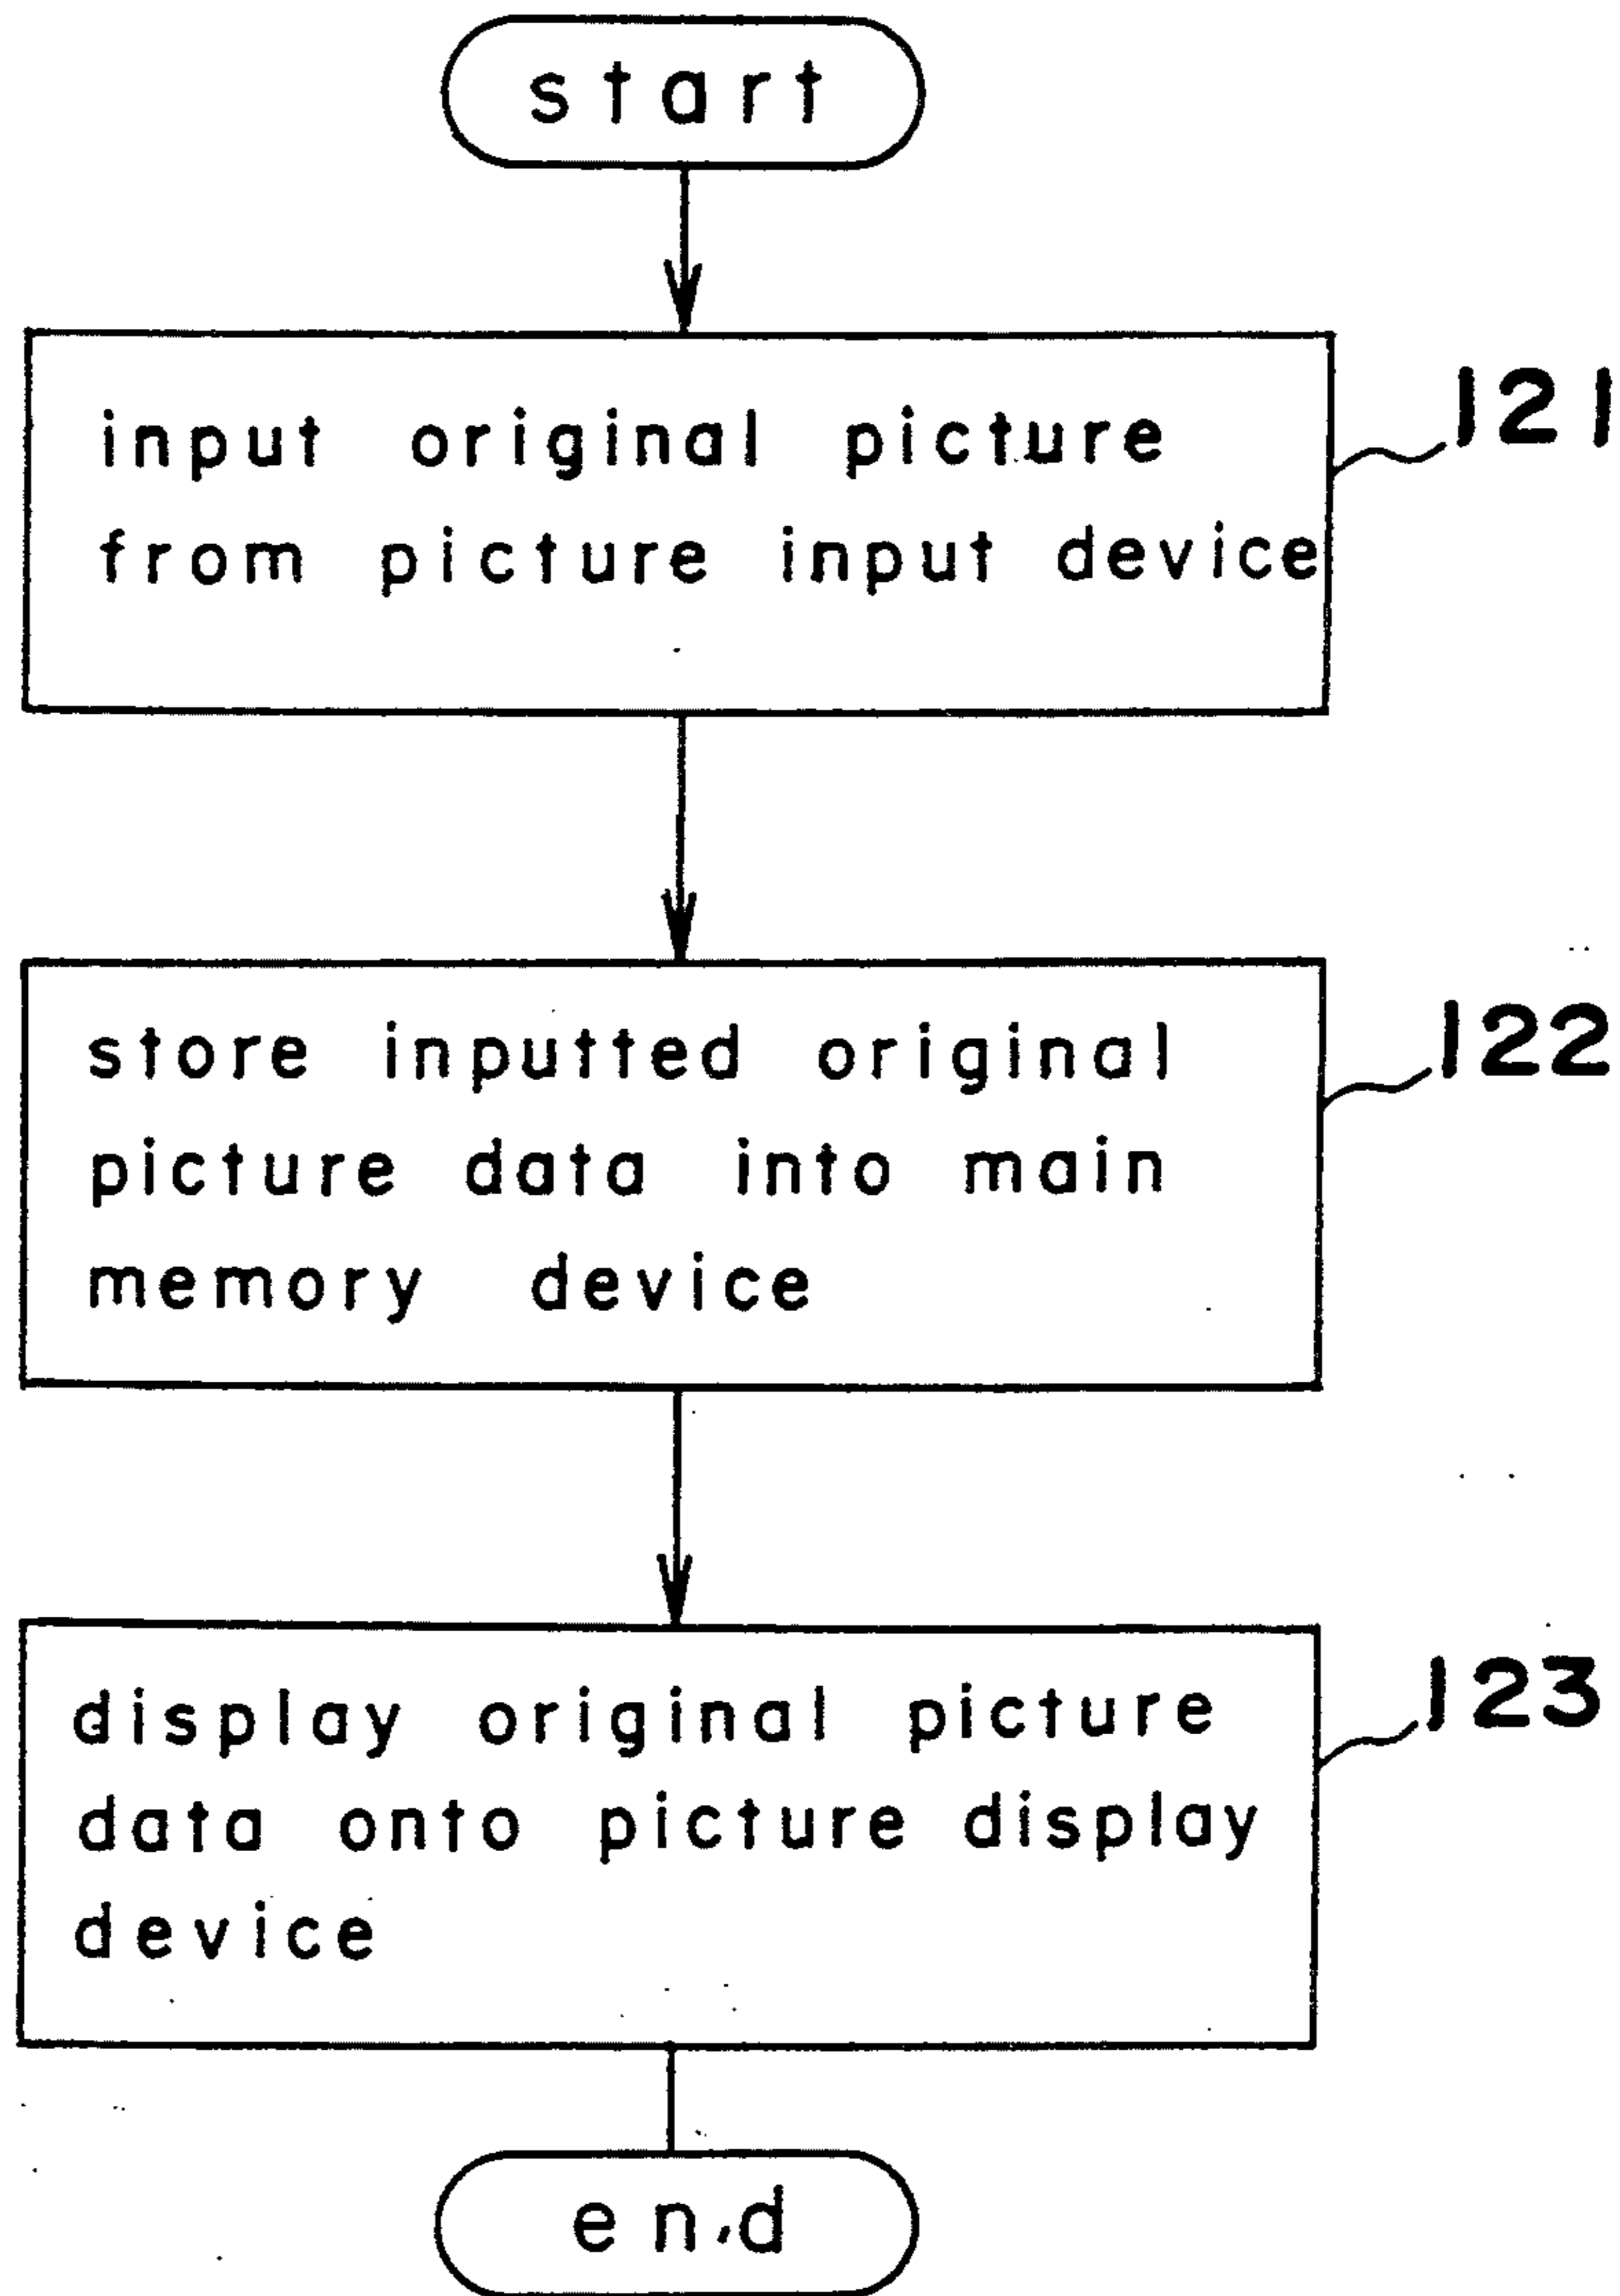 start
input original picture
from picture input device
121
store inputted original
picture data into main
memory device
122
display original picture
data onto picture display
device
123
end